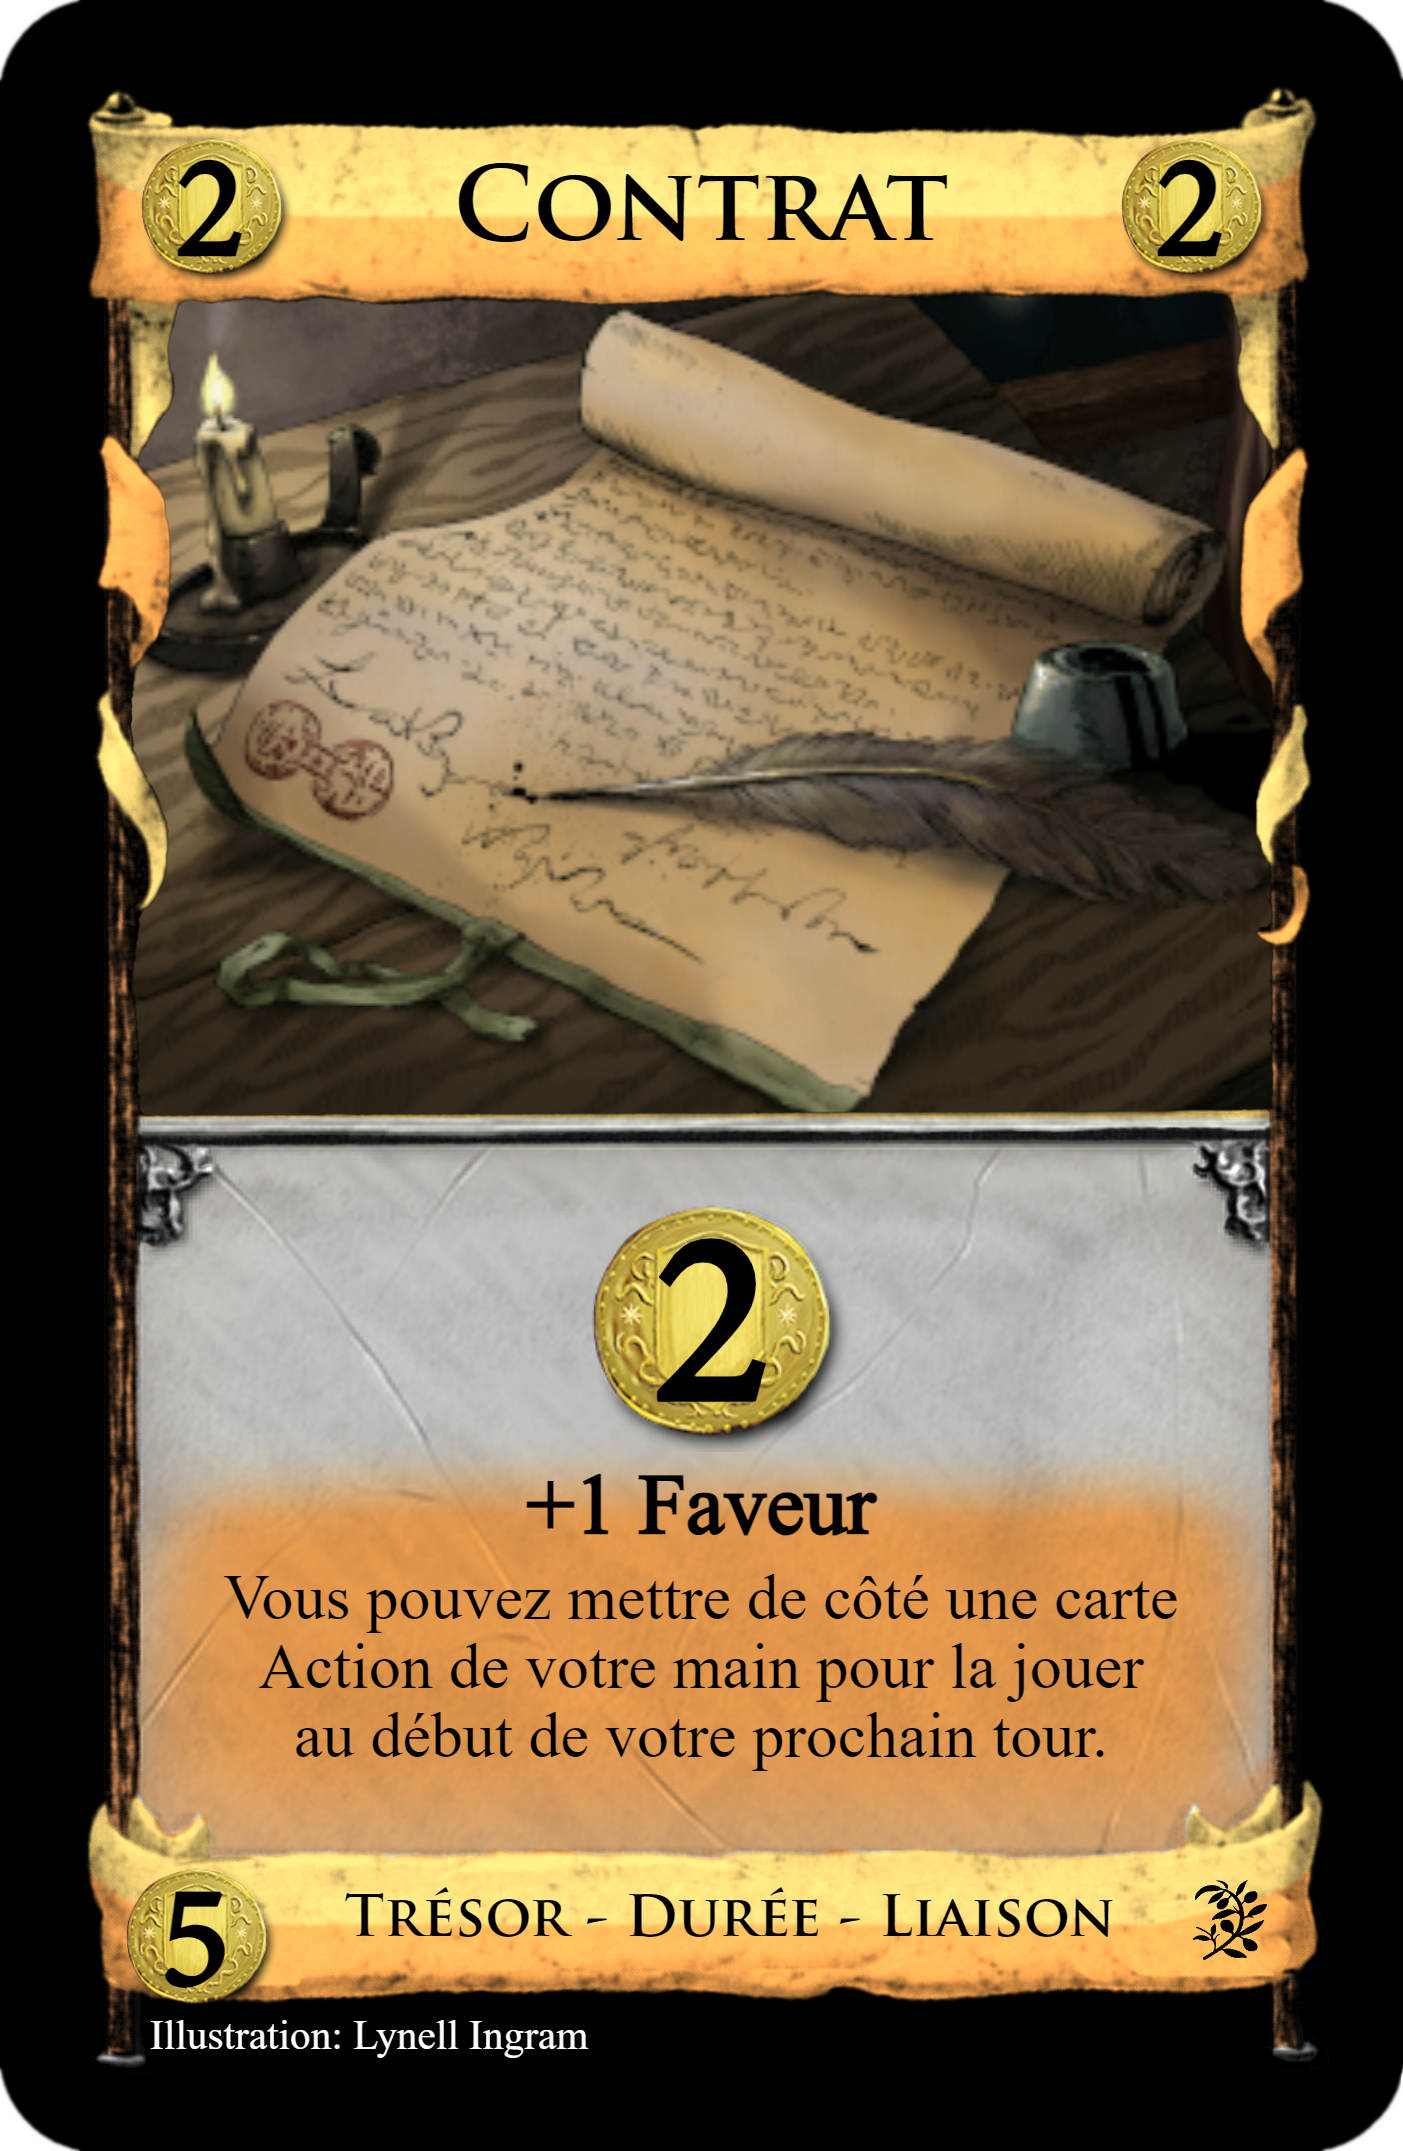 2 Contrat 2
2
+1 Faveur
Vous pouvez mettre de côté une carte
Action de votre main pour la jouer
au début de votre prochain tour.
5 Trésor - Durée - Liaison
Illustration: Lynell Ingram